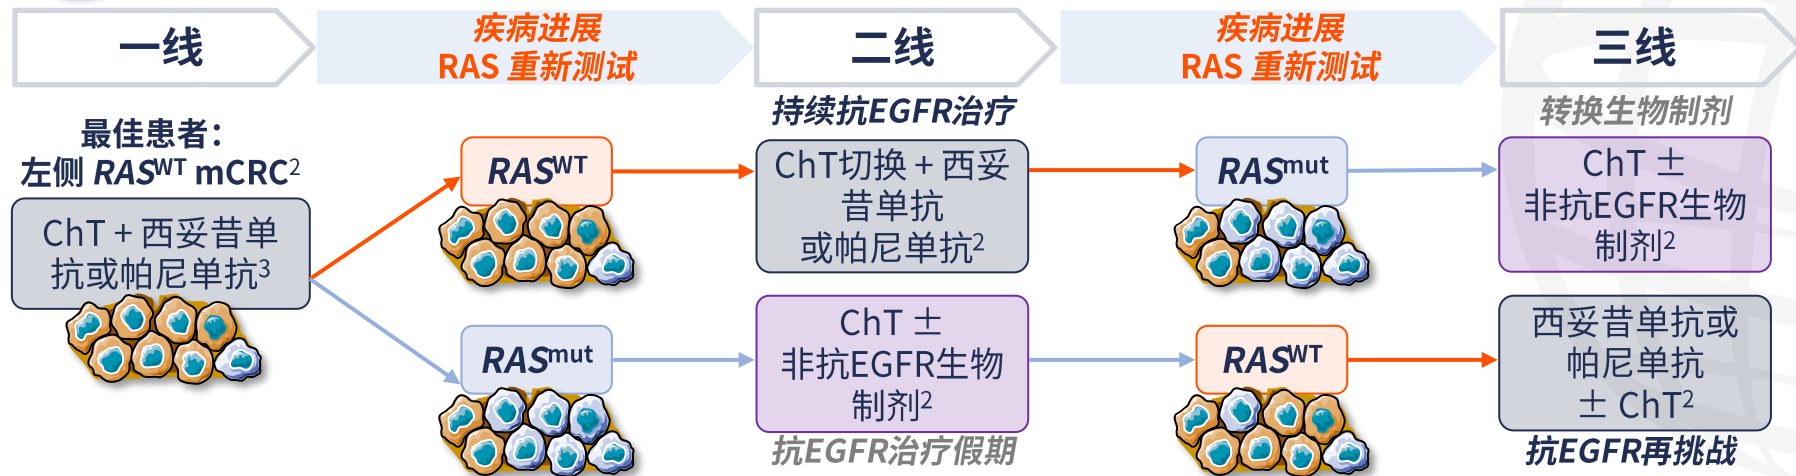 一线
疾病进展
RAS 重新测试
二线
疾病进展
RAS 重新测试
三线
最佳患者：
左侧 RASWT mCRC2
ChT + 西妥昔单
抗或帕尼单抗3
RASWT
持续抗EGFR治疗
ChT切换 + 西妥
昔单抗
或帕尼单抗2
RASmut
转换生物制剂
ChT ±
非抗EGFR生物
制剂2
RASmut
ChT ±
非抗EGFR生物
制剂2
抗EGFR治疗假期
RASWT
西妥昔单抗或
帕尼单抗
± ChT2
抗EGFR再挑战